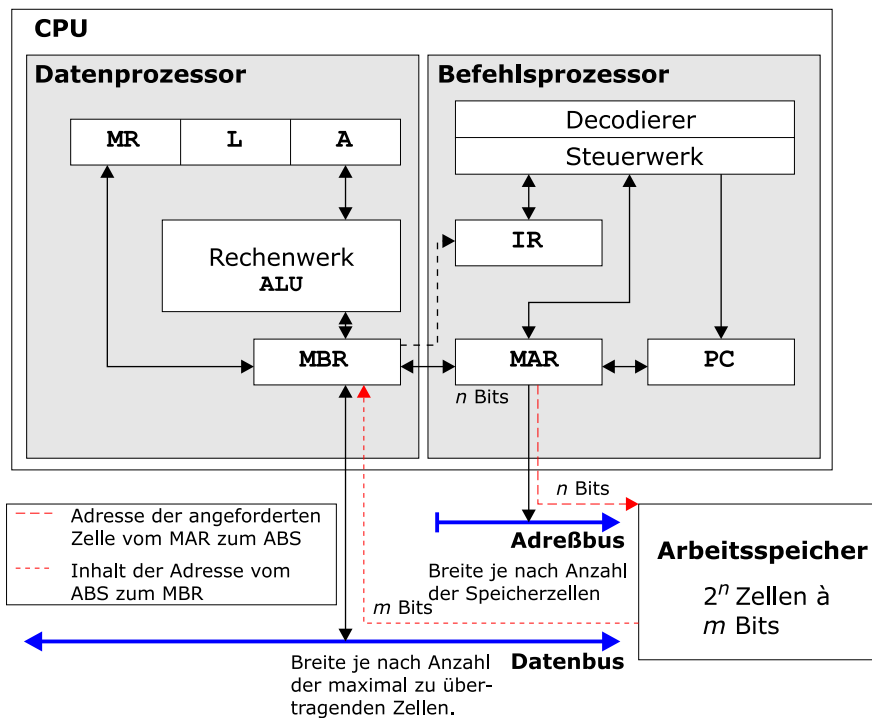 CPU
Datenprozessor
MR L A
Rechenwerk
ALU
MBR
Befehlsprozessor
Decodierer
Steuerwerk
IR
MAR
PC
n Bits
n Bits
Adresse der angeforderten
Zelle vom MAR zum ABS
Inhalt der Adresse vom
ABS zum MBR
m Bits
Adreßbus
Breite je nach Anzahl
der Speicherzellen
Arbeitsspeicher
2ⁿ Zellen à
m Bits
Datenbus
Breite je nach Anzahl
der maximal zu über-
tragenden Zellen.